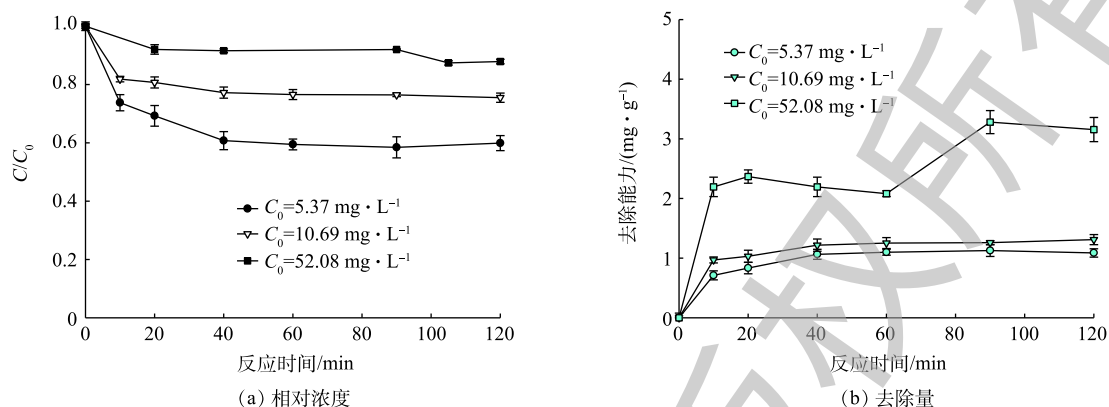 1.0
0.8
0.6
0.4
0.2
0
C/C₀
C₀=5.37 mg·L⁻¹
C₀=10.69 mg·L⁻¹
C₀=52.08 mg·L⁻¹
0 20 40 60 80 100 120
反应时间/min
(a) 相对浓度
5
4
3
2
1
0
去除能力/(mg·g⁻¹)
C₀=5.37 mg·L⁻¹
C₀=10.69 mg·L⁻¹
C₀=52.08 mg·L⁻¹
0 20 40 60 80 100 120
反应时间/min
(b) 去除量
权所有